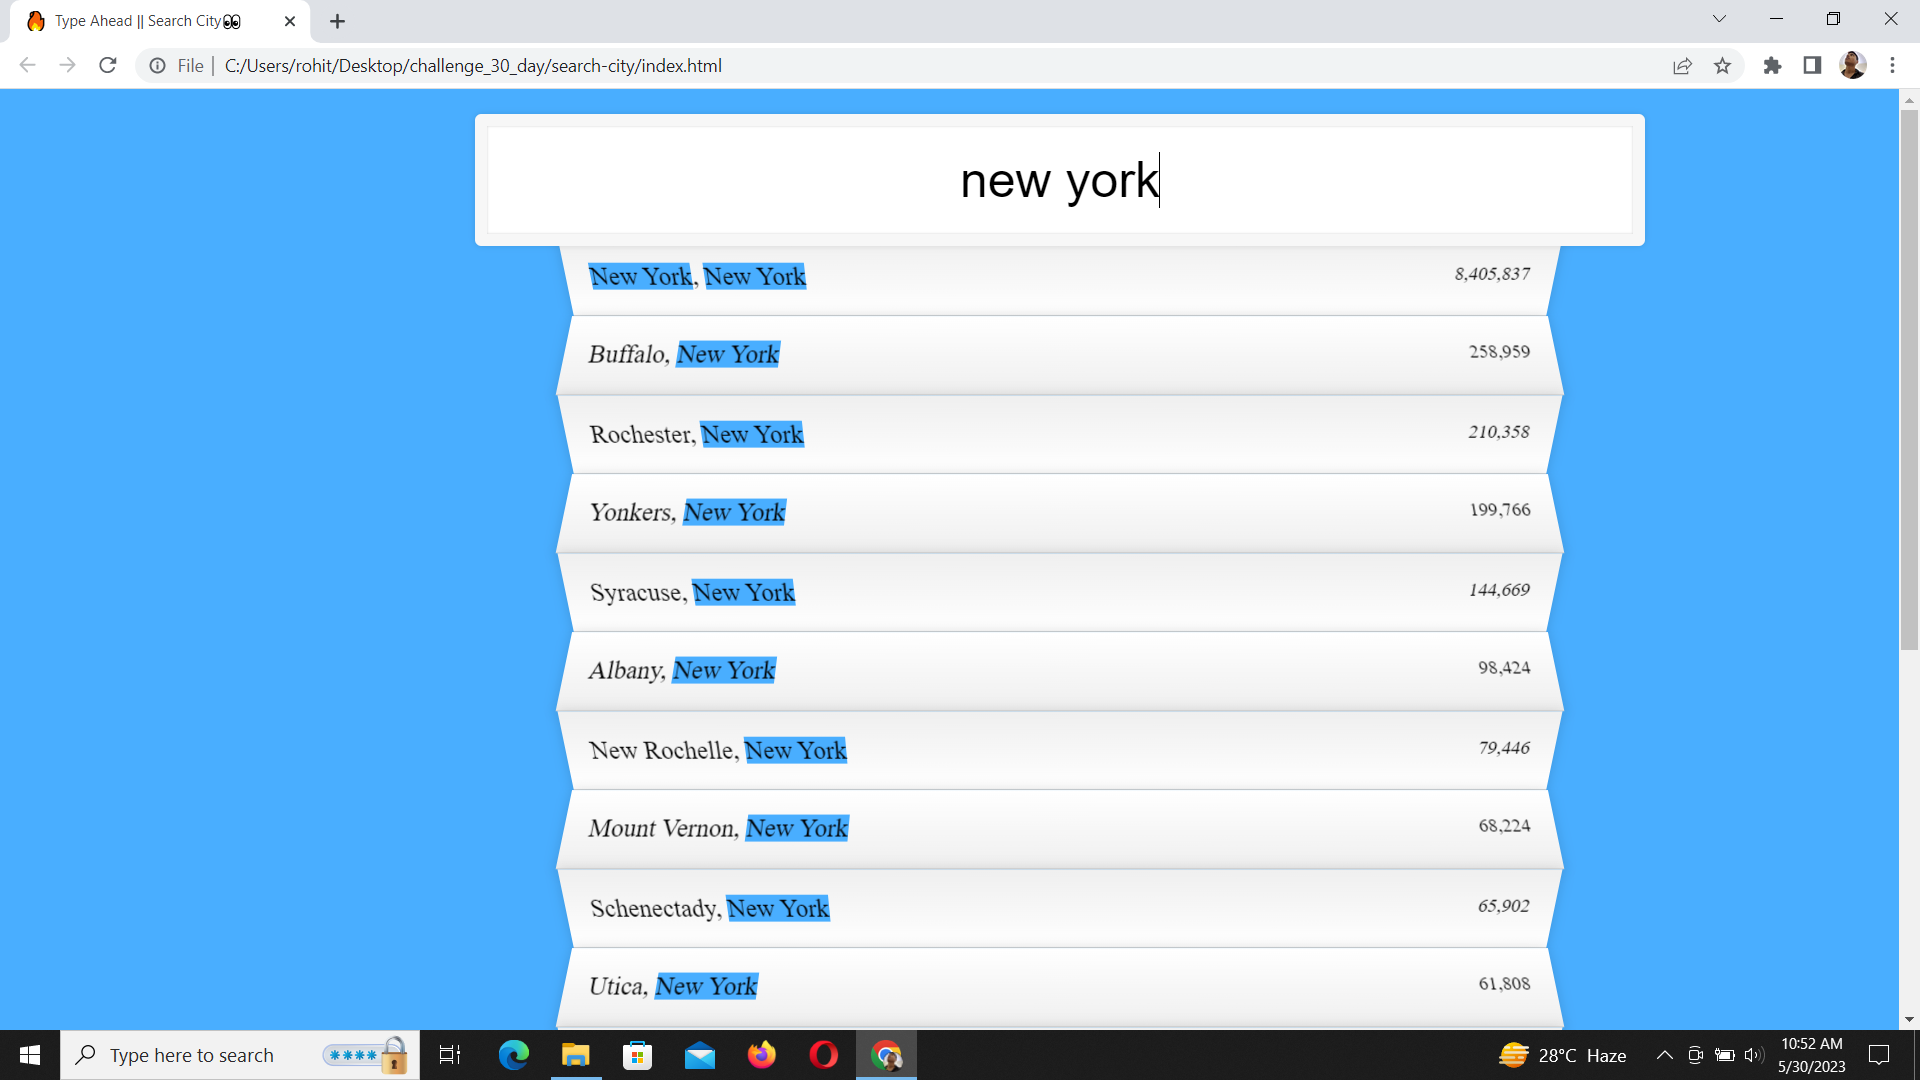 Type Ahead || Search City👀
File | C:/Users/rohit/Desktop/challenge_30_day/search-city/index.html
new york
New York, New York 8,405,837
Buffalo, New York 258,959
Rochester, New York 210,358
Yonkers, New York 199,766
Syracuse, New York 144,669
Albany, New York 98,424
New Rochelle, New York 79,446
Mount Vernon, New York 68,224
Schenectady, New York 65,902
Utica, New York 61,808
Type here to search
****
28°C Haze
10:52 AM
5/30/2023